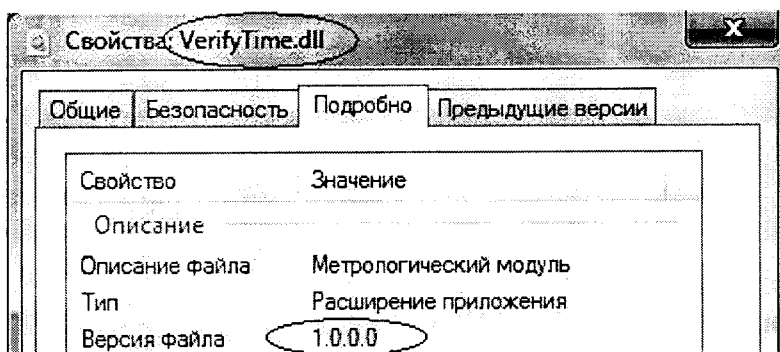 Свойства: VerifyTime.dll
Общие Безопасность Подробно Предыдущие версии
Свойство Значение
Описание
Описание файла Метрологический модуль
Тип Расширение приложения
Версия файла 1.0.0.0